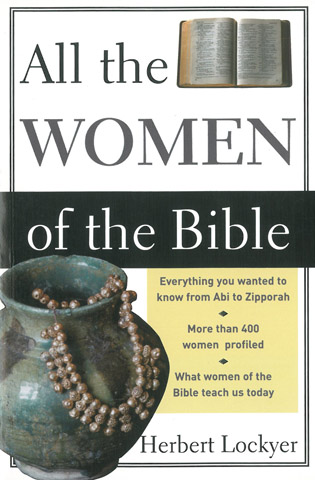 All the
WOMEN
of the Bible
Everything you wanted to
know from Abi to Zipporah
More than 400
women profiled
What women of the
Bible teach us today
Herbert Lockyer